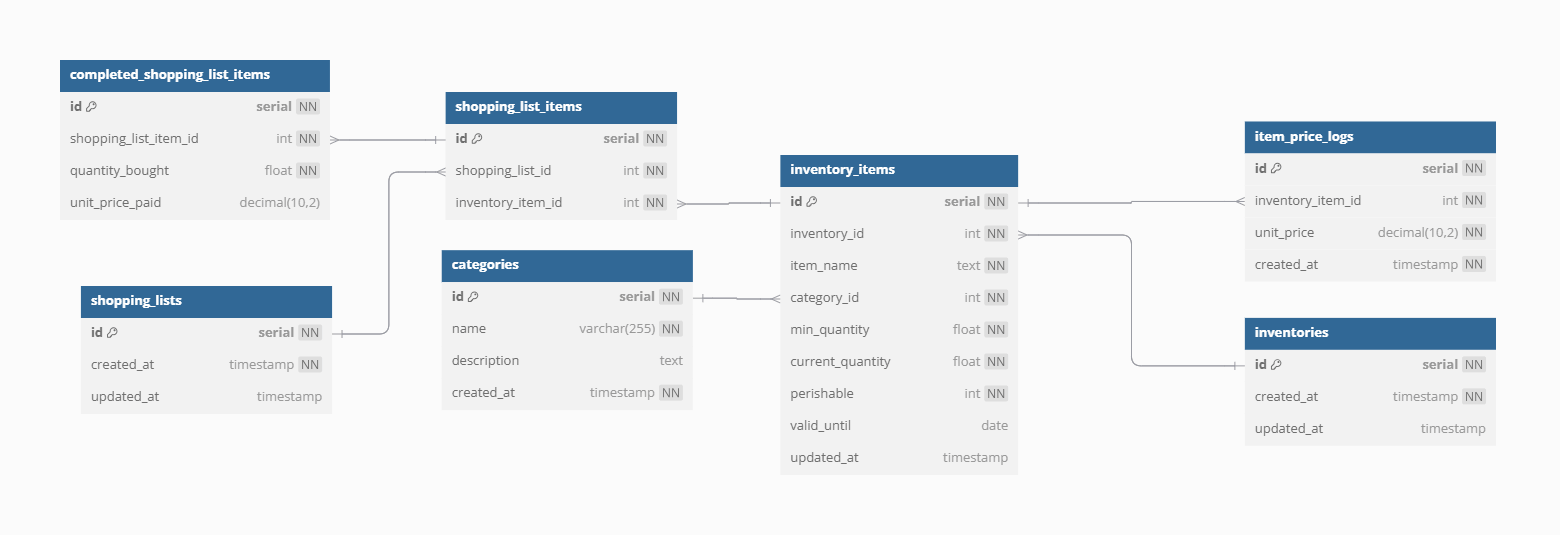 completed_shopping_list_items
id serial NN
shopping_list_item_id int NN
quantity_bought float NN
unit_price_paid decimal(10,2)
shopping_lists
id serial NN
created_at timestamp NN
updated_at timestamp
shopping_list_items
id serial NN
shopping_list_id int NN
inventory_item_id int NN
categories
id serial NN
name varchar(255) NN
description text
created_at timestamp NN
inventory_items
id serial NN
inventory_id int NN
item_name text NN
category_id int NN
min_quantity float NN
current_quantity float NN
perishable int NN
valid_until date
updated_at timestamp
item_price_logs
id serial NN
inventory_item_id int NN
unit_price decimal(10,2) NN
created_at timestamp NN
inventories
id serial NN
created_at timestamp NN
updated_at timestamp